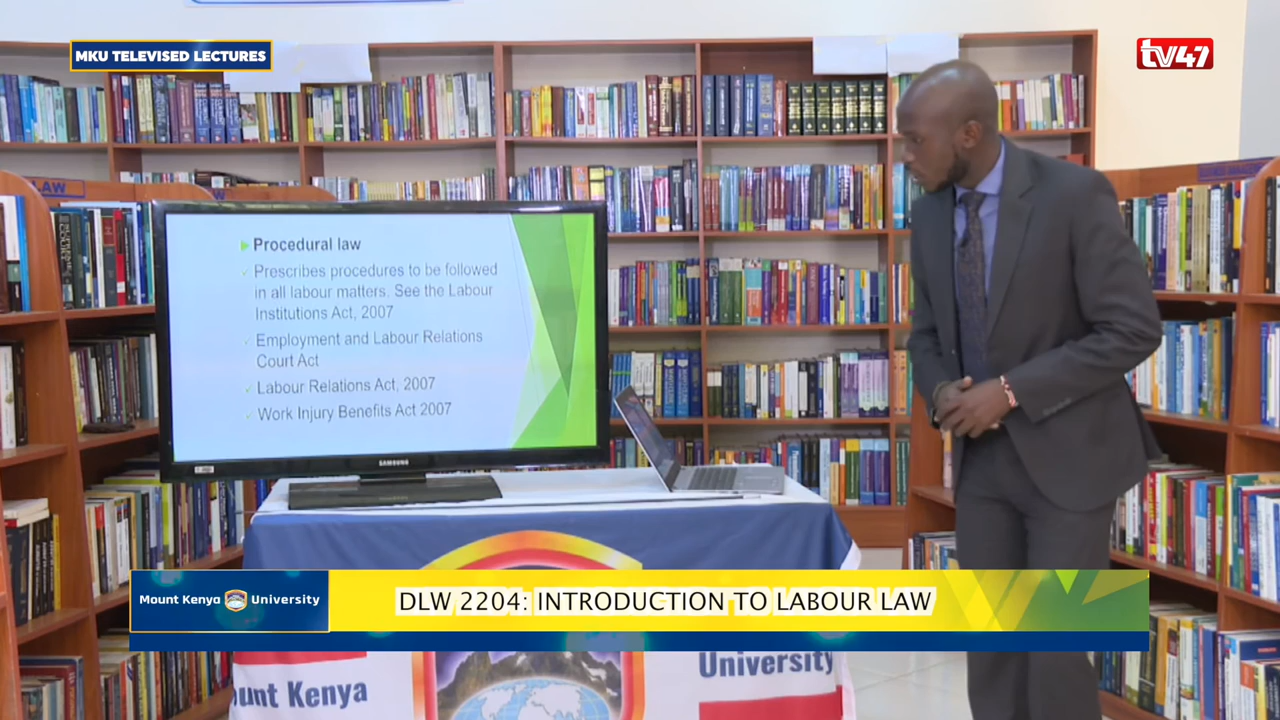 MKU TELEVISED LECTURES
tv47
LAW
Procedural law
Prescribes procedures to be followed
in all labour matters. See the Labour
Institutions Act, 2007
Employment and Labour Relations
Court Act
Labour Relations Act, 2007
Work Injury Benefits Act 2007
SAMSUNG
Mount Kenya University
DLW 2204: INTRODUCTION TO LABOUR LAW
University
ount Kenya